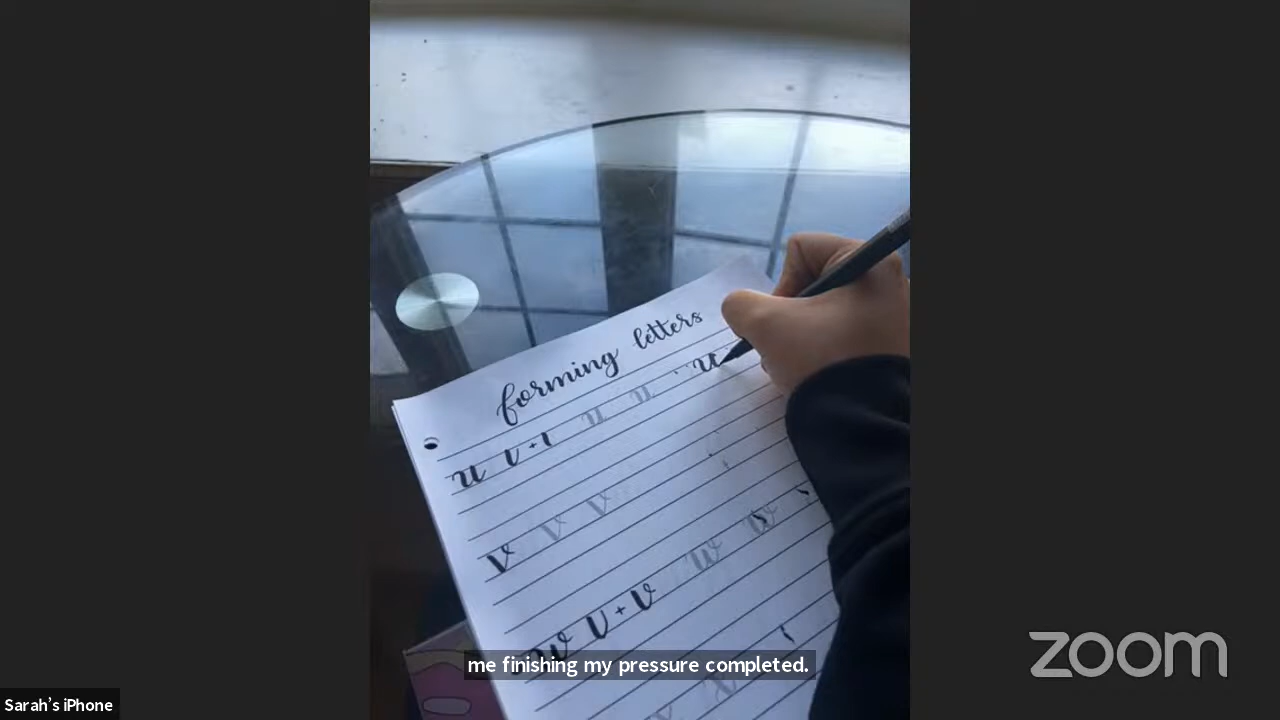 forming letters
u ι + ι u u u
v v v
w ι + v w w
me finishing my pressure completed.
zoom
Sarah's iPhone